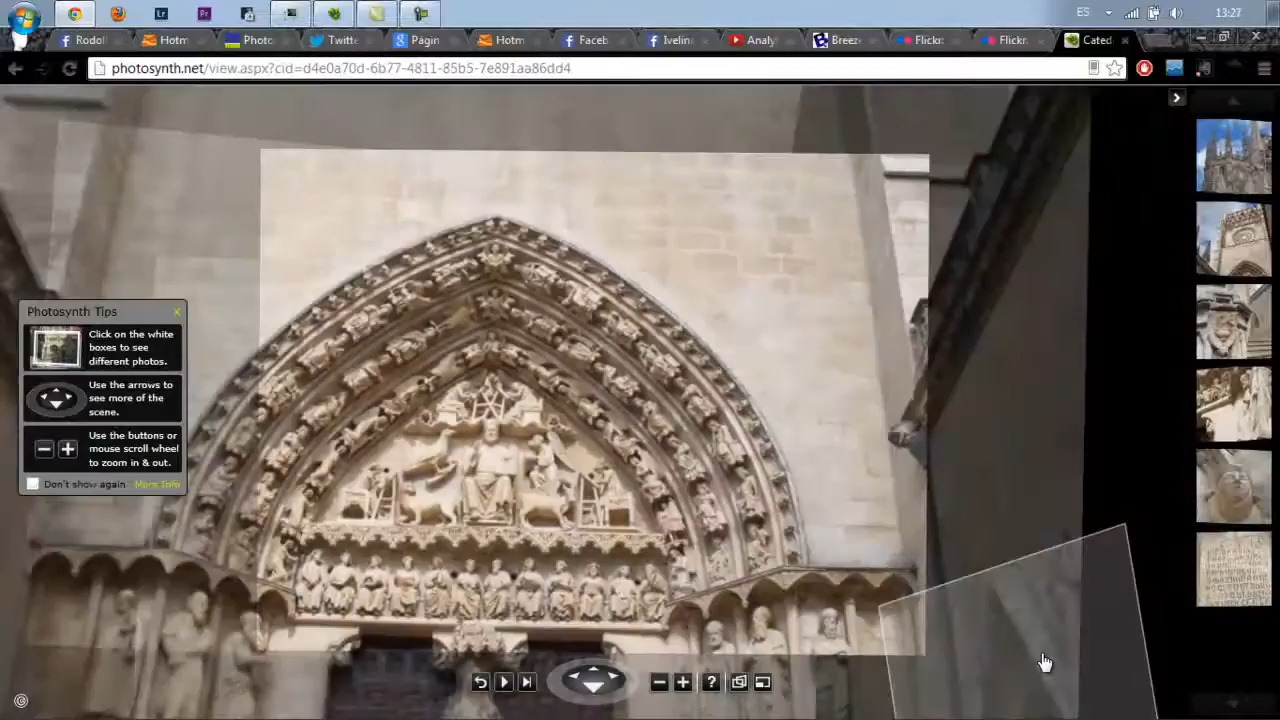 ES
13:27
Rodol
Hotm
Photo
Twitte
Págin
Hotm
Faceb
Ivelin
Analy
Breez
Flickr:
Flickr:
Cated
photosynth.net/view.aspx?cid=d4e0a70d-6b77-4811-85b5-7e891aa86dd4
Photosynth Tips
X
Click on the white
boxes to see
different photos.
Use the arrows to
see more of the
scene.
Use the buttons or
mouse scroll wheel
to zoom in & out.
Don't show again
More Info